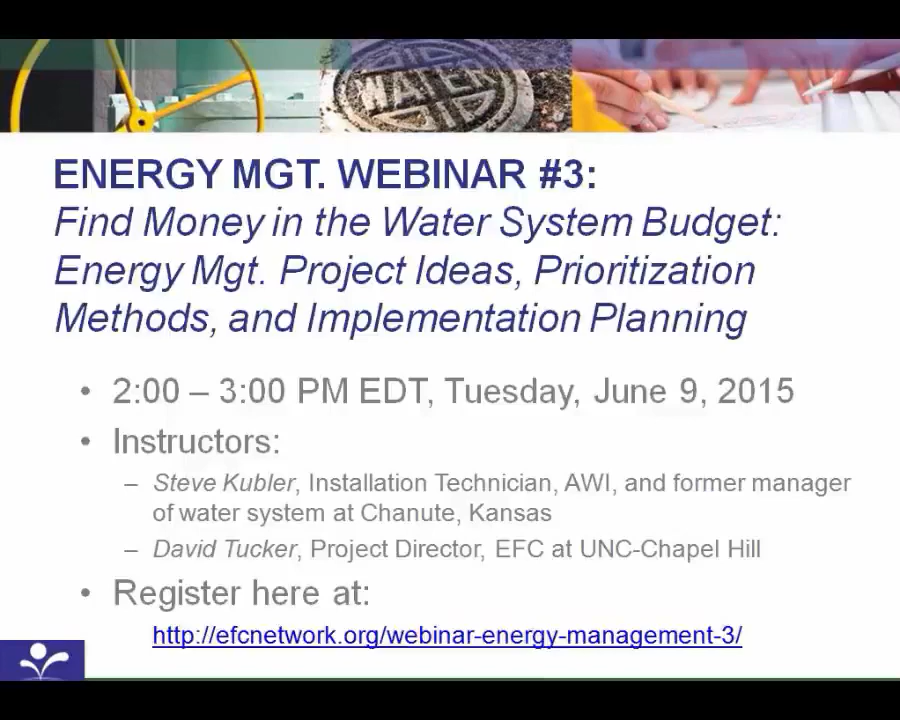 WATER
ENERGY MGT. WEBINAR #3:
Find Money in the Water System Budget:
Energy Mgt. Project Ideas, Prioritization
Methods, and Implementation Planning
• 2:00 – 3:00 PM EDT, Tuesday, June 9, 2015
• Instructors:
– Steve Kubler, Installation Technician, AWI, and former manager
of water system at Chanute, Kansas
– David Tucker, Project Director, EFC at UNC-Chapel Hill
• Register here at:
http://efcnetwork.org/webinar-energy-management-3/